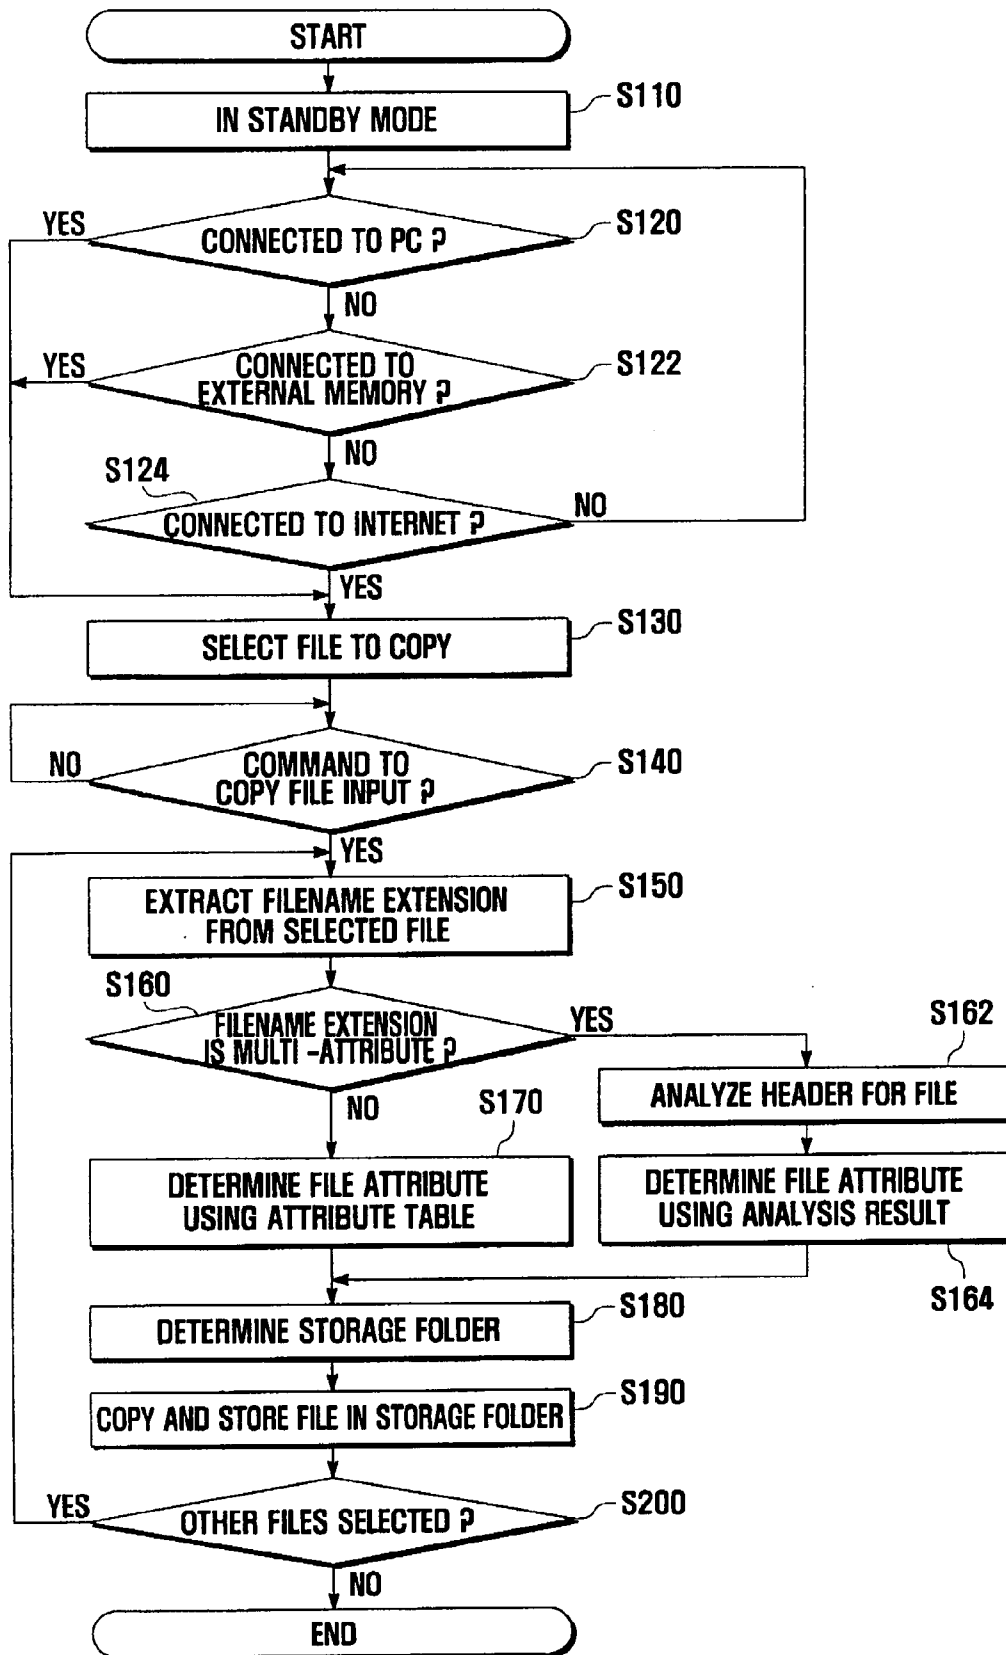 START
IN STANDBY MODE
S110
YES
CONNECTED TO PC ?
S120
NO
YES
CONNECTED TO
EXTERNAL MEMORY ?
S122
NO
S124
CONNECTED TO INTERNET ?
NO
YES
SELECT FILE TO COPY
S130
NO
COMMAND TO
COPY FILE INPUT ?
S140
YES
EXTRACT FILENAME EXTENSION
FROM SELECTED FILE
S150
S160
FILENAME EXTENSION
IS MULTI -ATTRIBUTE ?
YES
S162
ANALYZE HEADER FOR FILE
NO
S170
DETERMINE FILE ATTRIBUTE
USING ATTRIBUTE TABLE
DETERMINE FILE ATTRIBUTE
USING ANALYSIS RESULT
S164
DETERMINE STORAGE FOLDER
S180
COPY AND STORE FILE IN STORAGE FOLDER
S190
YES
OTHER FILES SELECTED ?
S200
NO
END